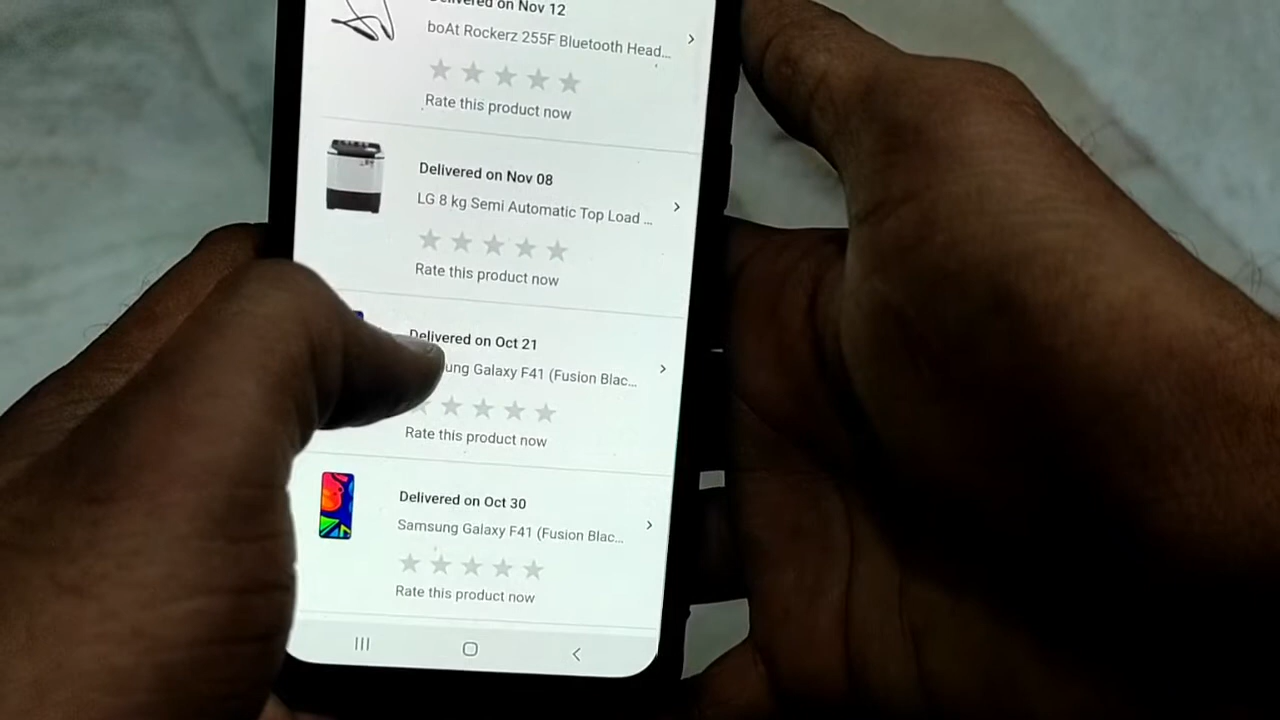 Delivered on Nov 12
boAt Rockerz 255F Bluetooth Head...
Rate this product now
Delivered on Nov 08
LG 8 kg Semi Automatic Top Load ...
Rate this product now
Delivered on Oct 21
ung Galaxy F41 (Fusion Blac...
Rate this product now
Delivered on Oct 30
Samsung Galaxy F41 (Fusion Blac...
Rate this product now